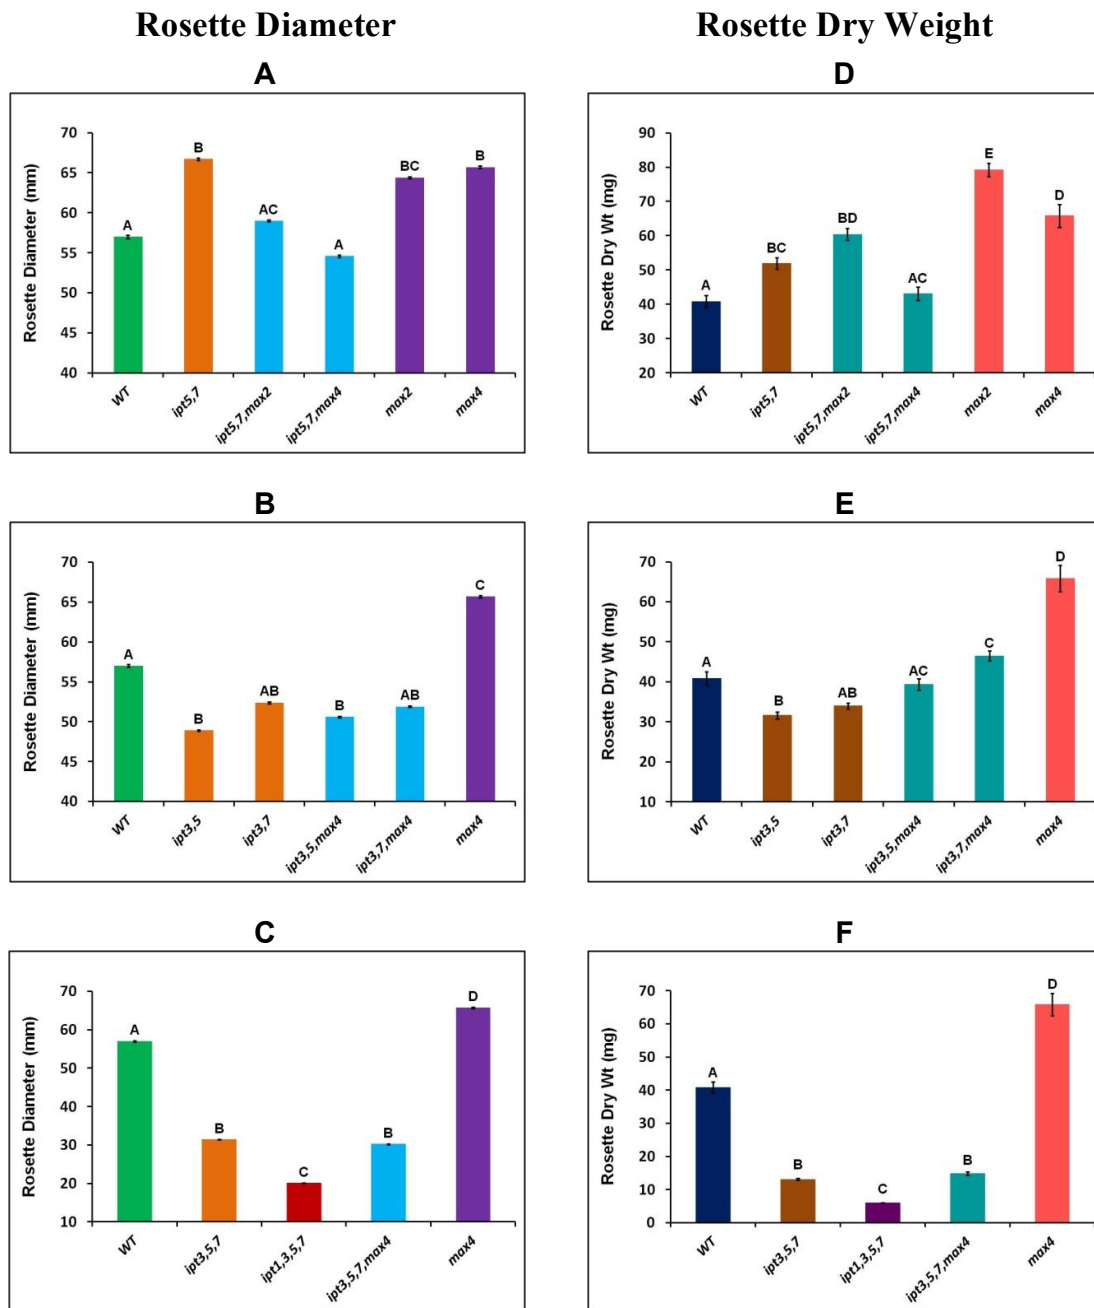 Rosette Diameter
Rosette Dry Weight
A
Rosette Diameter (mm)
70
65
60
55
50
45
40
A
B
AC
A
BC
B
WT
ipt5,7
ipt5,7,max2
ipt5,7,max4
max2
max4
D
Rosette Dry Wt (mg)
90
80
70
60
50
40
30
20
A
BC
BD
AC
E
D
WT
ipt5,7
ipt5,7,max2
ipt5,7,max4
max2
max4
B
Rosette Diameter (mm)
70
65
60
55
50
45
40
A
B
AB
B
AB
C
WT
ipt3,5
ipt3,7
ipt3,5,max4
ipt3,7,max4
max4
E
Rosette Dry Wt (mg)
70
60
50
40
30
20
10
A
B
AB
AC
C
D
WT
ipt3,5
ipt3,7
ipt3,5,max4
ipt3,7,max4
max4
C
Rosette Diameter (mm)
70
60
50
40
30
20
10
A
B
C
B
D
WT
ipt3,5,7
ipt1,3,5,7
ipt3,5,7,max4
max4
F
Rosette Dry Wt (mg)
70
60
50
40
30
20
10
0
A
B
C
B
D
WT
ipt3,5,7
ipt1,3,5,7
ipt3,5,7,max4
max4